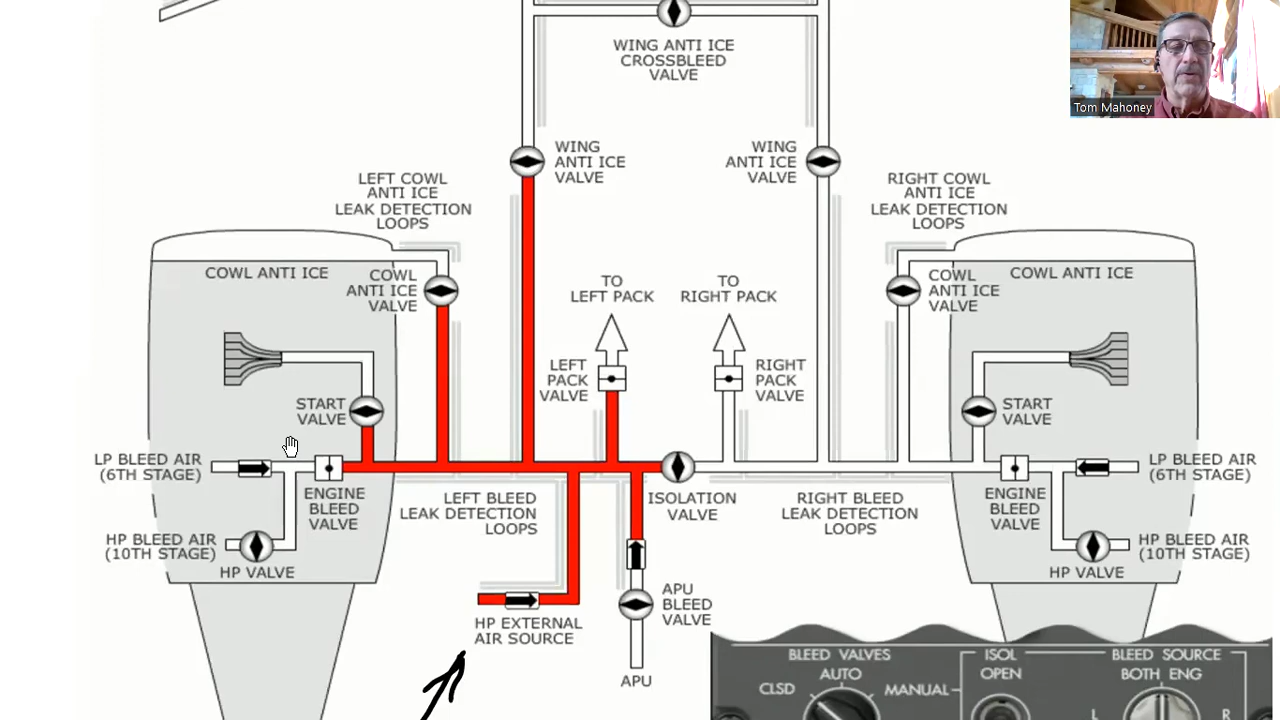 WING ANTI ICE
CROSSBLEED
VALVE
Tom Mahoney
WING
ANTI ICE
VALVE
WING
ANTI ICE
VALVE
LEFT COWL
ANTI ICE
LEAK DETECTION
LOOPS
RIGHT COWL
ANTI ICE
LEAK DETECTION
LOOPS
COWL ANTI ICE
COWL
ANTI ICE
VALVE
TO
LEFT PACK
TO
RIGHT PACK
COWL
ANTI ICE
VALVE
COWL ANTI ICE
LEFT
PACK
VALVE
RIGHT
PACK
VALVE
START
VALVE
START
VALVE
LP BLEED AIR
(6TH STAGE)
ENGINE
BLEED
VALVE
LEFT BLEED
LEAK DETECTION
LOOPS
ISOLATION
VALVE
RIGHT BLEED
LEAK DETECTION
LOOPS
ENGINE
BLEED
VALVE
LP BLEED AIR
(6TH STAGE)
HP BLEED AIR
(10TH STAGE)
HP VALVE
HP BLEED AIR
(10TH STAGE)
HP VALVE
HP EXTERNAL
AIR SOURCE
APU
BLEED
VALVE
APU
BLEED VALVES
AUTO
CLSD
MANUAL
ISOL
OPEN
BLEED SOURCE
BOTH ENG
L
R